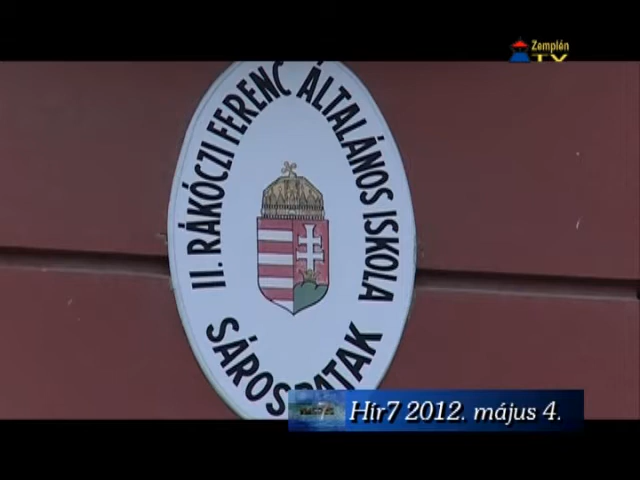 Zemplén
TV
II. RÁKÓCZI FERENC ÁLTALÁNOS ISKOLA
SÁROSPATAK
Hír7 2012. május 4.